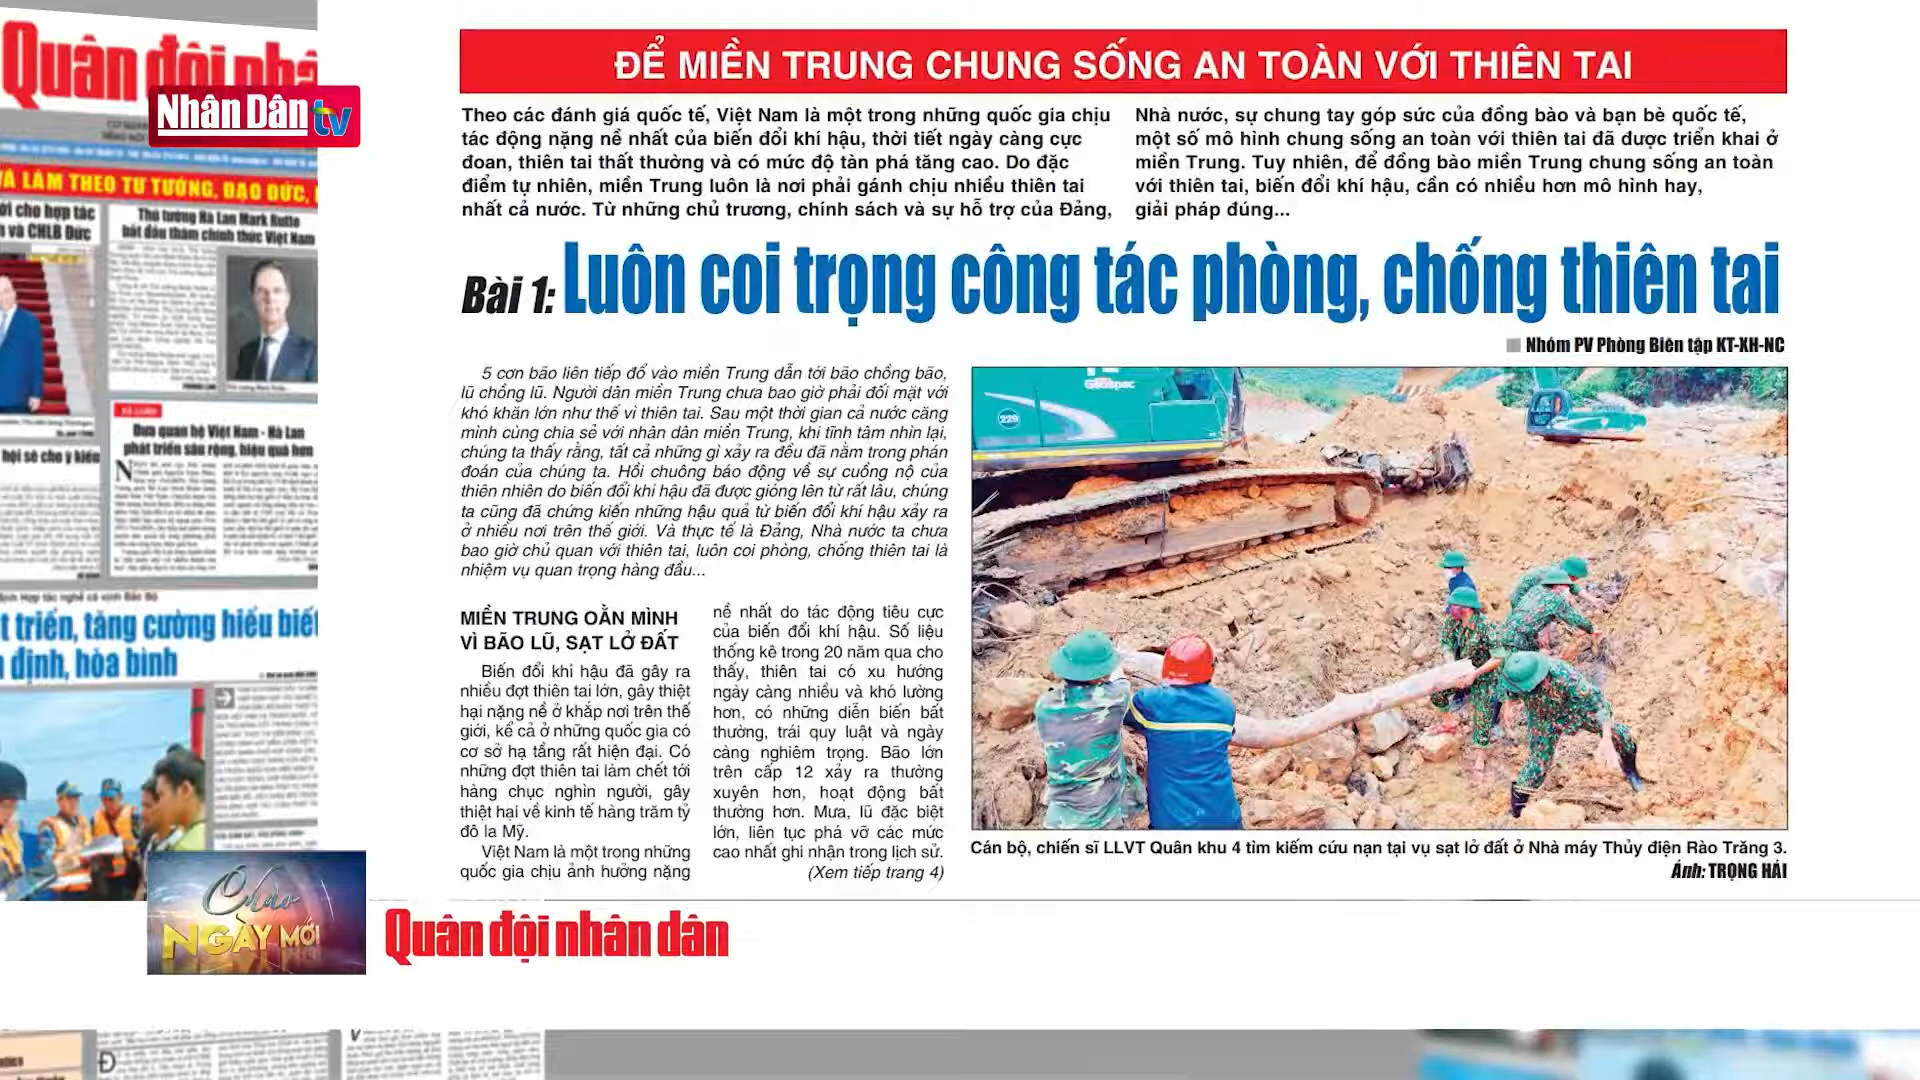 Quân đội nhâ
Nhân Dân tv
VÀ LÀM THEO TƯ TƯỞNG, ĐẠO ĐỨC,
ới cho hợp tác
n và CHLB Đức
Thủ tướng Hà Lan Mark Rutte
bắt đầu thăm chính thức Việt Nam
XÃ LUẬN
Đưa quan hệ Việt Nam - Hà Lan
phát triển sâu rộng, hiệu quả hơn
hội sẽ cho ý kiến
t triển, tăng cường hiểu biết
định, hòa bình
ĐỂ MIỀN TRUNG CHUNG SỐNG AN TOÀN VỚI THIÊN TAI
Theo các đánh giá quốc tế, Việt Nam là một trong những quốc gia chịu
tác động nặng nề nhất của biến đổi khí hậu, thời tiết ngày càng cực
đoan, thiên tai thất thường và có mức độ tàn phá tăng cao. Do đặc
điểm tự nhiên, miền Trung luôn là nơi phải gánh chịu nhiều thiên tai
nhất cả nước. Từ những chủ trương, chính sách và sự hỗ trợ của Đảng,
Nhà nước, sự chung tay góp sức của đồng bào và bạn bè quốc tế,
một số mô hình chung sống an toàn với thiên tai đã được triển khai ở
miền Trung. Tuy nhiên, để đồng bào miền Trung chung sống an toàn
với thiên tai, biến đổi khí hậu, cần có nhiều hơn mô hình hay,
giải pháp đúng...
Bài 1: Luôn coi trọng công tác phòng, chống thiên tai
Nhóm PV Phòng Biên tập KT-XH-NC
5 cơn bão liên tiếp đổ vào miền Trung dẫn tới bão chồng bão,
lũ chồng lũ. Người dân miền Trung chưa bao giờ phải đối mặt với
khó khăn lớn như thế vì thiên tai. Sau một thời gian cả nước căng
mình cùng chia sẻ với nhân dân miền Trung, khi tĩnh tâm nhìn lại,
chúng ta thấy rằng, tất cả những gì xảy ra đều đã nằm trong phán
đoán của chúng ta. Hồi chuông báo động về sự cuồng nộ của
thiên nhiên do biến đổi khí hậu đã được gióng lên từ rất lâu, chúng
ta cũng đã chứng kiến những hậu quả từ biến đổi khí hậu xảy ra
ở nhiều nơi trên thế giới. Và thực tế là Đảng, Nhà nước ta chưa
bao giờ chủ quan với thiên tai, luôn coi phòng, chống thiên tai là
nhiệm vụ quan trọng hàng đầu...
MIỀN TRUNG OẰN MÌNH
VÌ BÃO LŨ, SẠT LỞ ĐẤT
Biến đổi khí hậu đã gây ra
nhiều đợt thiên tai lớn, gây thiệt
hại nặng nề ở khắp nơi trên thế
giới, kể cả ở những quốc gia có
cơ sở hạ tầng rất hiện đại. Có
những đợt thiên tai làm chết tới
hàng chục nghìn người, gây
thiệt hại về kinh tế hàng trăm tỷ
đô la Mỹ.
Việt Nam là một trong những
quốc gia chịu ảnh hưởng nặng
nề nhất do tác động tiêu cực
của biến đổi khí hậu. Số liệu
thống kê trong 20 năm qua cho
thấy, thiên tai có xu hướng
ngày càng nhiều và khó lường
hơn, có những diễn biến bất
thường, trái quy luật và ngày
càng nghiêm trọng. Bão lớn
trên cấp 12 xảy ra thường
xuyên hơn, hoạt động bất
thường hơn. Mưa, lũ đặc biệt
lớn, liên tục phá vỡ các mức
cao nhất ghi nhận trong lịch sử.
(Xem tiếp trang 4)
Geospac
229
Cán bộ, chiến sĩ LLVT Quân khu 4 tìm kiếm cứu nạn tại vụ sạt lở đất ở Nhà máy Thủy điện Rào Trăng 3.
Ảnh: TRỌNG HẢI
Chào
NGÀY MỚI
Quân đội nhân dân